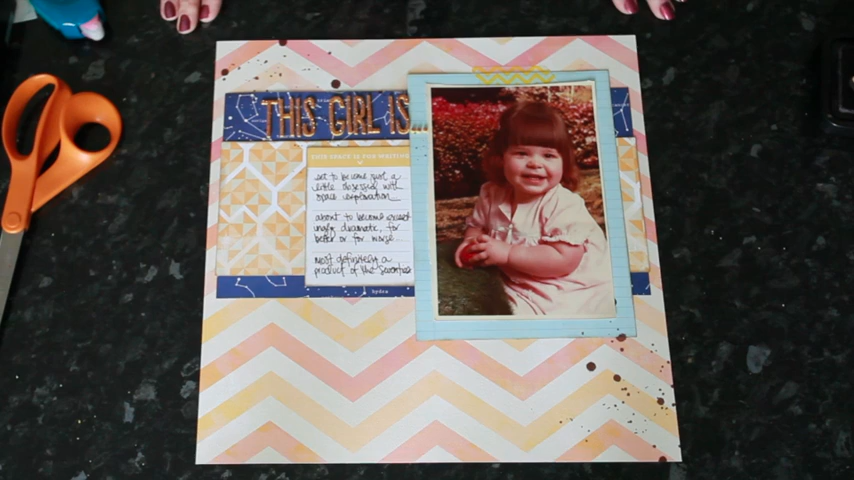 THIS GIRL IS...
THIS SPACE IS FOR WRITING
set to become just a
little obsessed with
space exploration
about to become
ingly dramatic, for
better or for worse
most definitely a
product of the Seventies
hydra